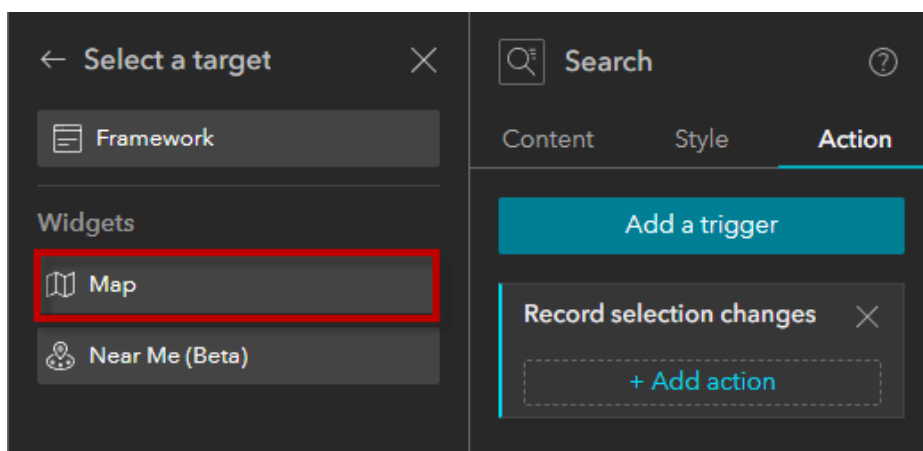 Select a target
Framework
Widgets
Map
Near Me (Beta)
Search
Content Style Action
Add a trigger
Record selection changes
+ Add action